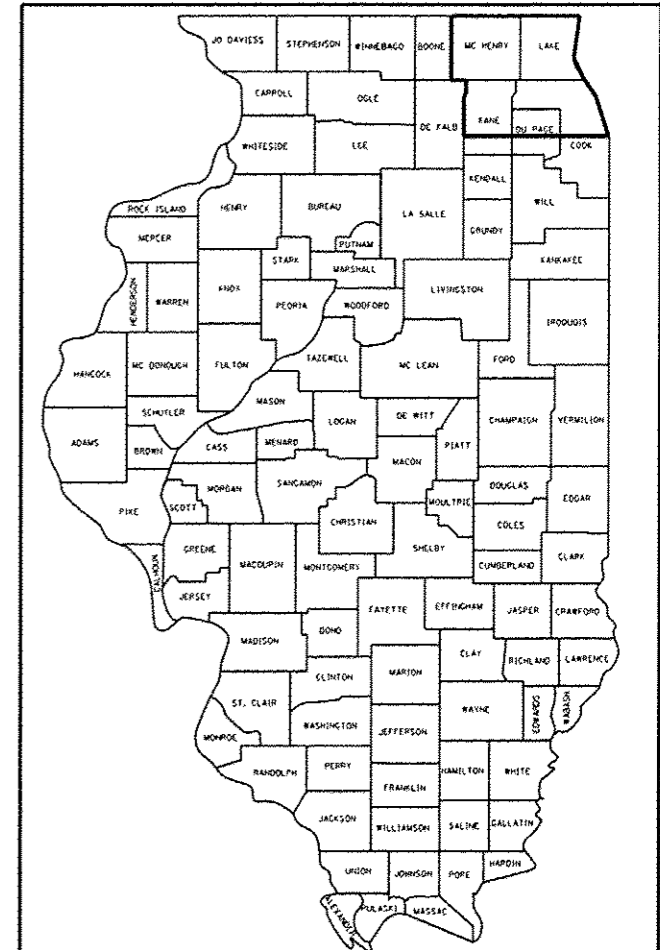 JO DAVIESS STEPHENSON WINNEBAGO BOONE MC HENRY LAKE
CARROLL OGLE DE KALB KANE DU PAGE COOK
WHITESIDE LEE
KENDALL WILL
ROCK ISLAND HENRY BUREAU LA SALLE GRUNDY
MERCER PUTNAM
STARK MARSHALL KANKAKEE
HENDERSON WARREN KNOX PEORIA WOODFORD LIVINGSTON IROQUOIS
HANCOCK MC DONOUGH FULTON TAZEWELL MC LEAN FORD
MASON
SCHUYLER LOGAN DE WITT CHAMPAIGN VERMILION
ADAMS BROWN CASS MENARD PIATT
MACON
MORGAN SANGAMON DOUGLAS EDGAR
PIKE SCOTT CHRISTIAN MOULTRIE COLES
GREENE SHELBY
CALHOUN MACOUPIN MONTGOMERY CUMBERLAND CLARK
JERSEY FAYETTE EFFINGHAM JASPER CRAWFORD
MADISON BOND
CLAY RICHLAND LAWRENCE
CLINTON MARION
ST. CLAIR WAYNE EDWARDS WABASH
MONROE WASHINGTON JEFFERSON
RANDOLPH PERRY HAMILTON WHITE
FRANKLIN
JACKSON WILLIAMSON SALINE GALLATIN
UNION JOHNSON POPE HARDIN
ALEXANDER PULASKI MASSAC